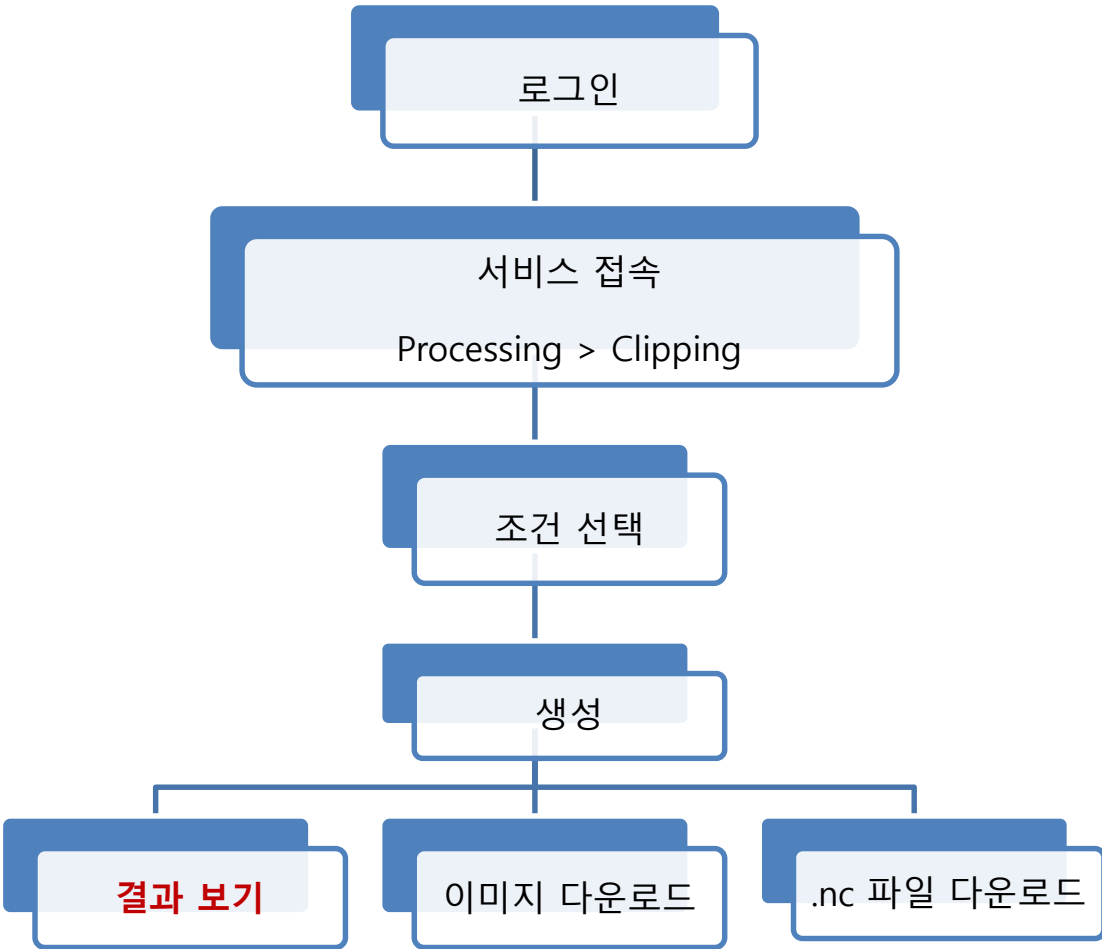 로그인
서비스 접속
Processing > Clipping
조건 선택
생성
결과 보기
이미지 다운로드
.nc 파일 다운로드